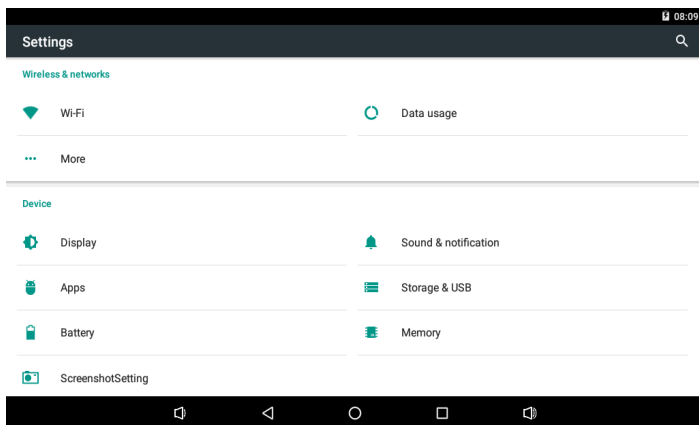 08:09
Settings
Wireless & networks
Wi-Fi
Data usage
More
Device
Display
Sound & notification
Apps
Storage & USB
Battery
Memory
ScreenshotSetting